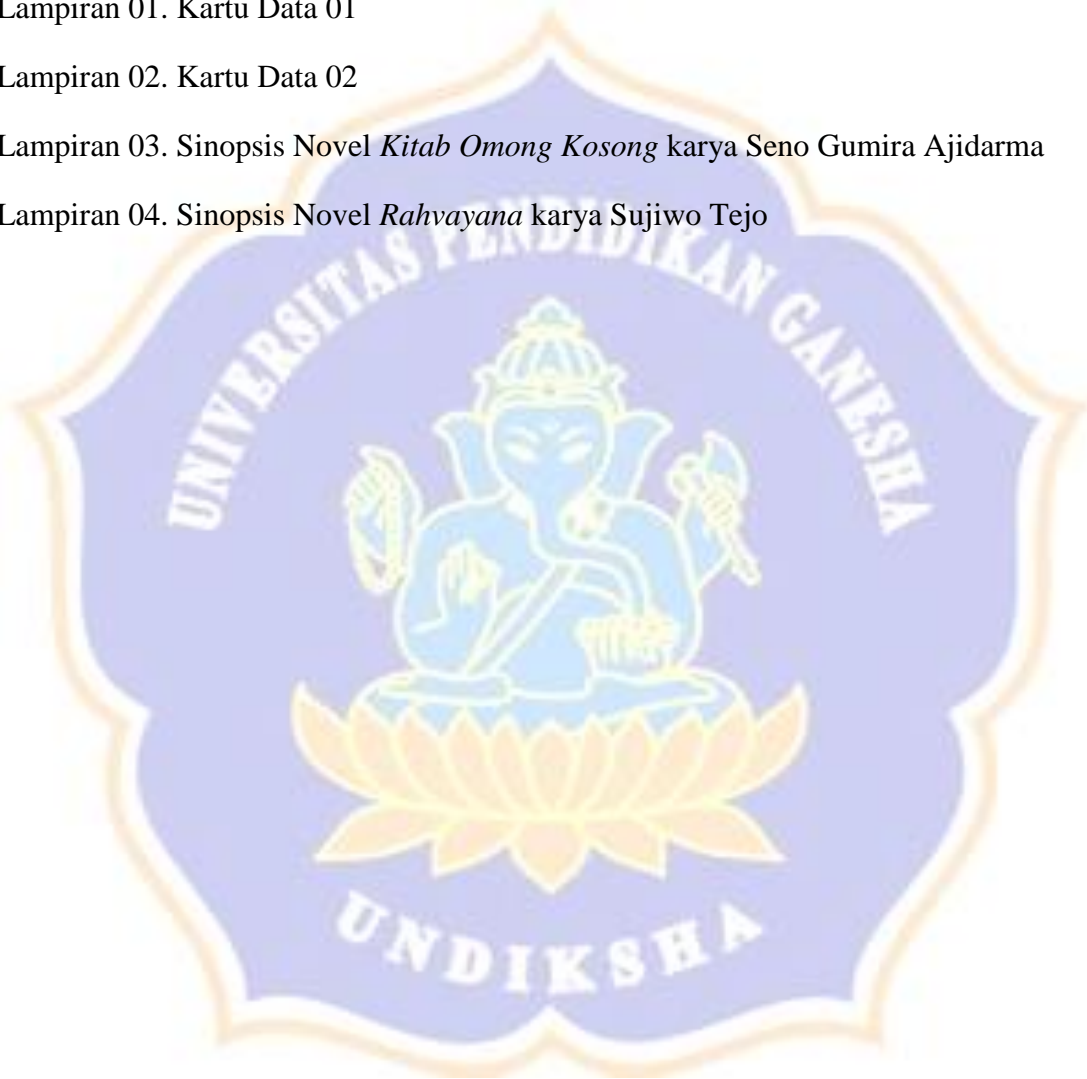 Lampiran 01. Kartu Data 01
Lampiran 02. Kartu Data 02
Lampiran 03. Sinopsis Novel Kitab Omong Kosong karya Seno Gumira Ajidarma
Lampiran 04. Sinopsis Novel Rahvayana karya Sujiwo Tejo
UNIVERSITAS PENDIDIKAN GANESHA
UNDIKSHA